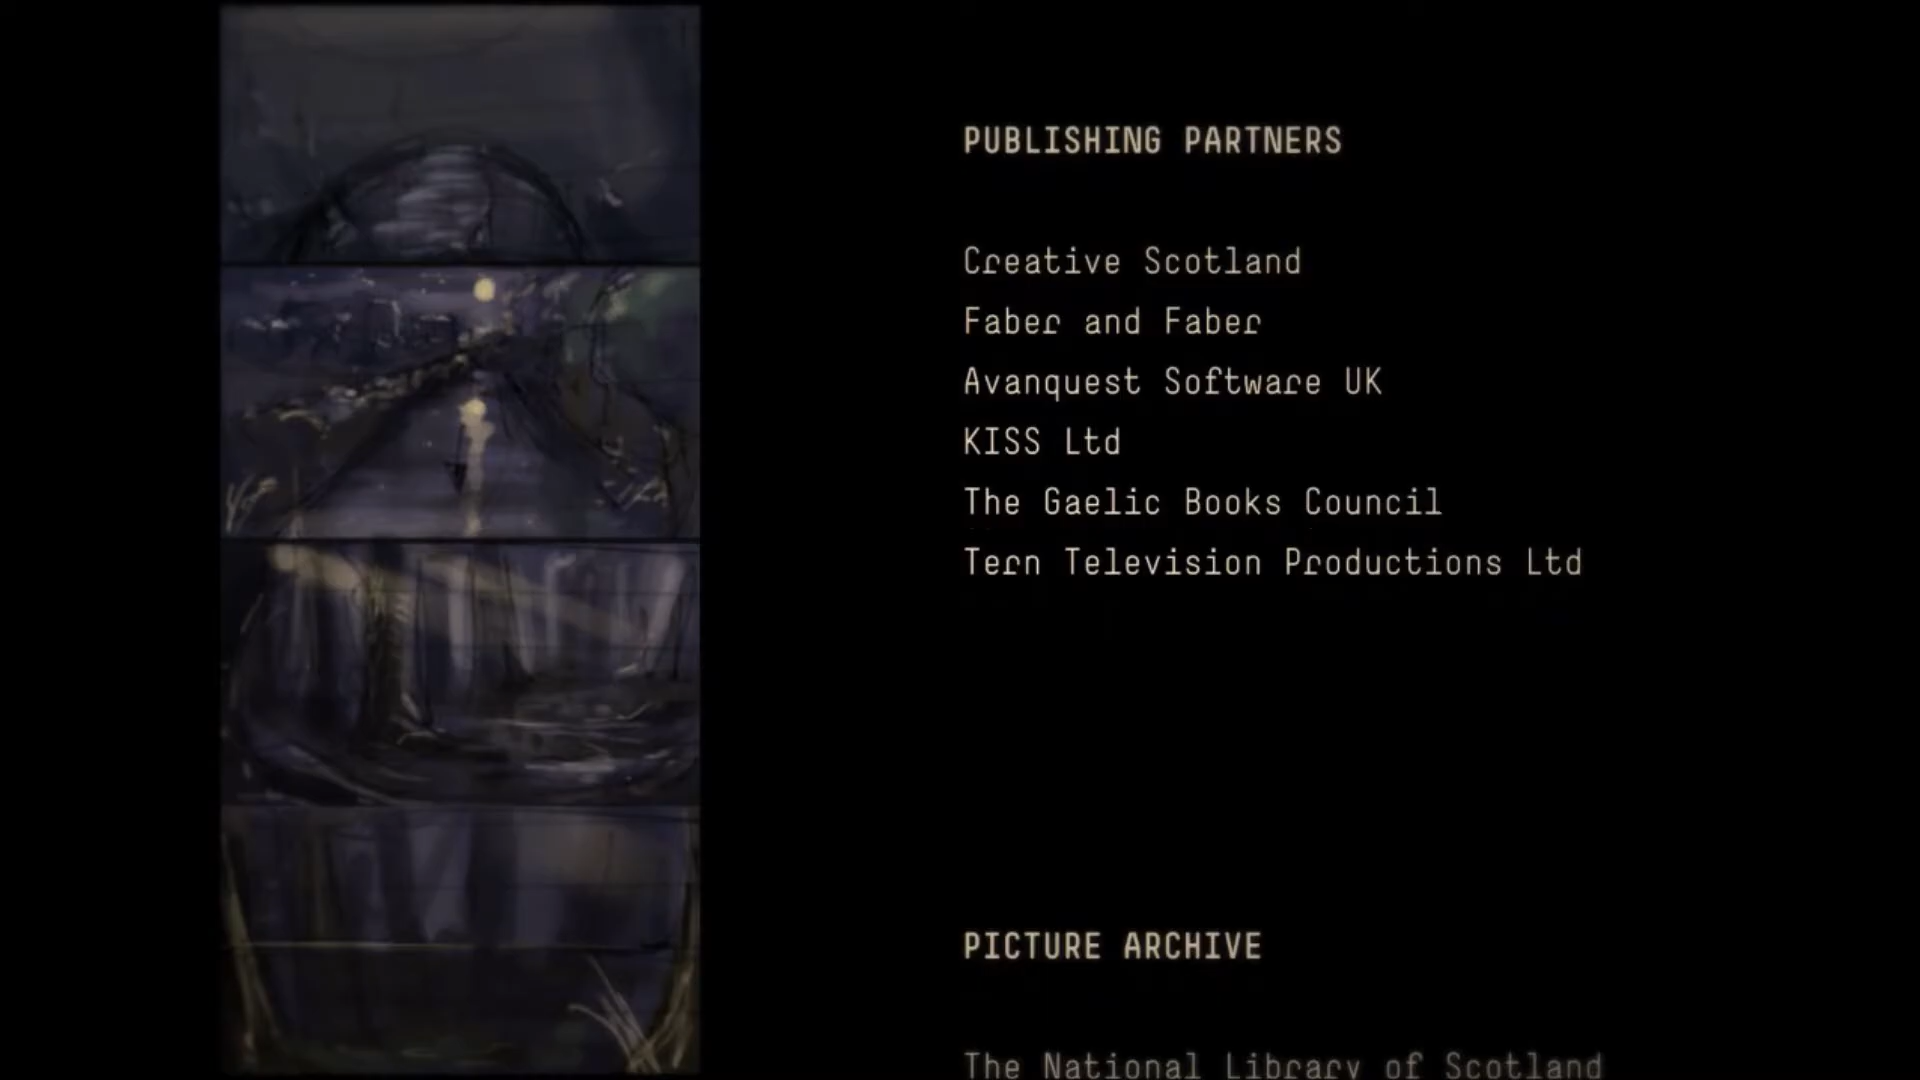 PUBLISHING PARTNERS
Creative Scotland
Faber and Faber
Avanquest Software UK
KISS Ltd
The Gaelic Books Council
Tern Television Productions Ltd
PICTURE ARCHIVE
The National Library of Scotland